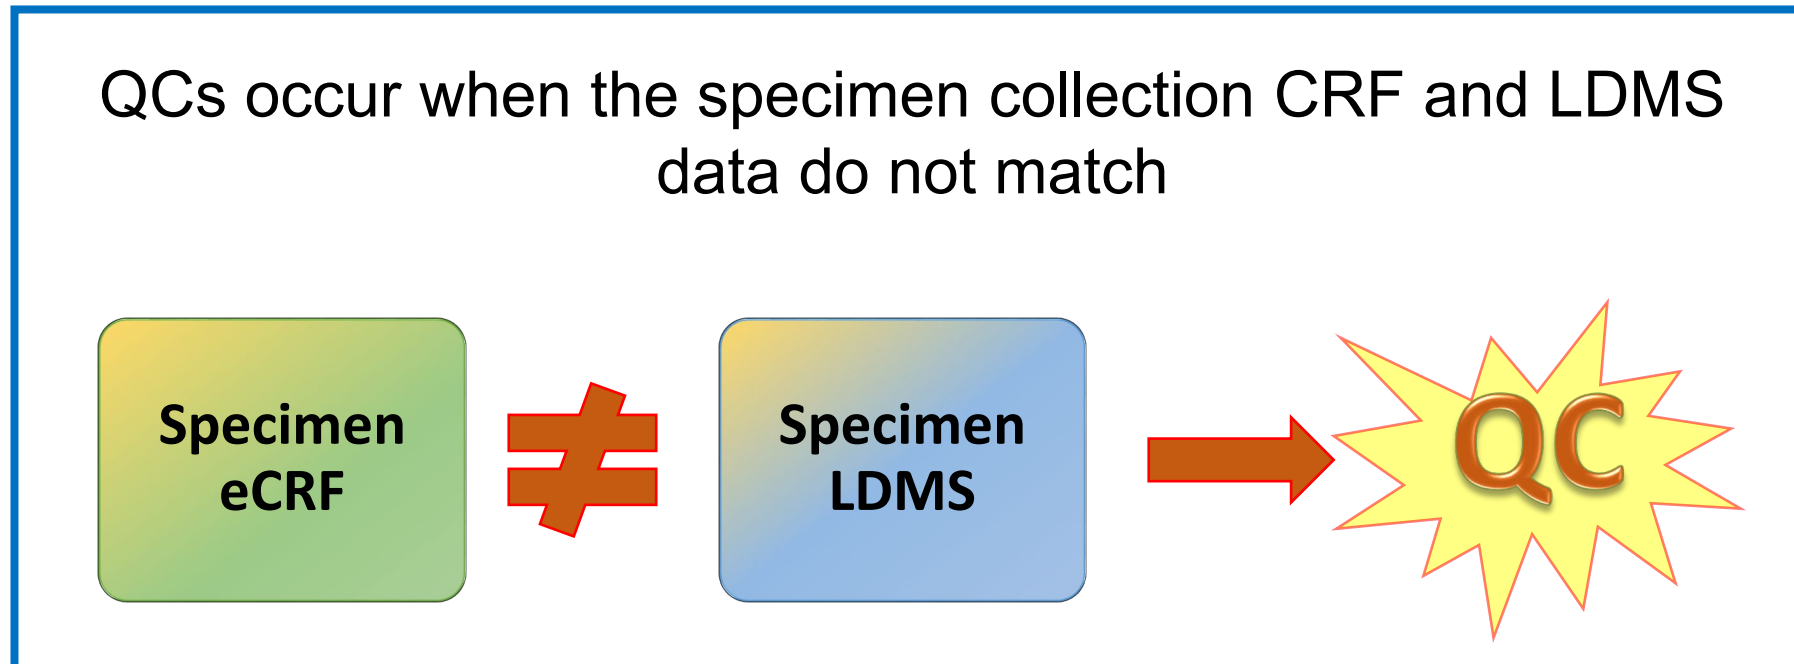 QCs occur when the specimen collection CRF and LDMS
data do not match
Specimen
eCRF
Specimen
LDMS
QC